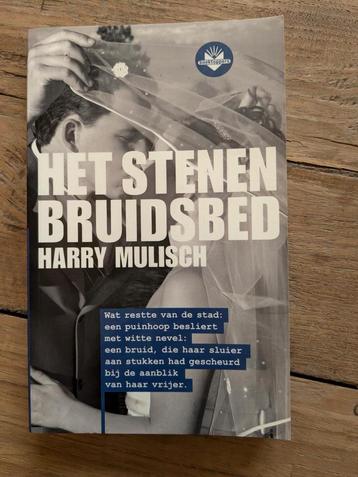 HET STENEN
BRUIDSBED
HARRY MULISCH
Wat restte van de stad:
een puinhoop besliert
met witte nevel:
een bruid, die haar sluier
aan stukken had gescheurd
bij de aanblik
van haar vrijer.